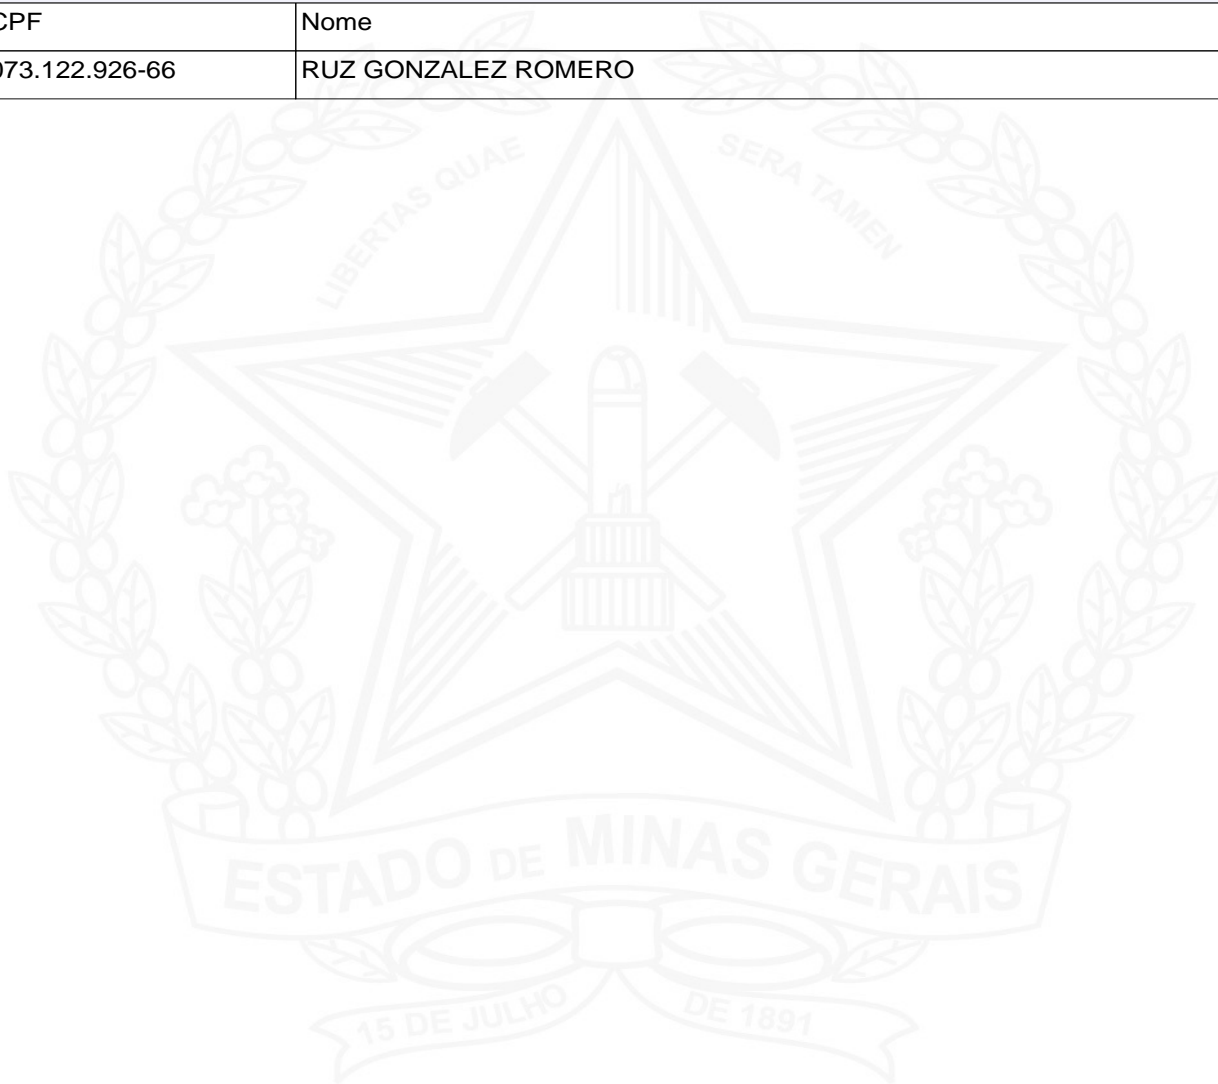 CPF Nome
073.122.926-66 RUZ GONZALEZ ROMERO
LIBERTAS QUAE SERA TAMEN
ESTADO DE MINAS GERAIS
15 DE JULHO DE 1891